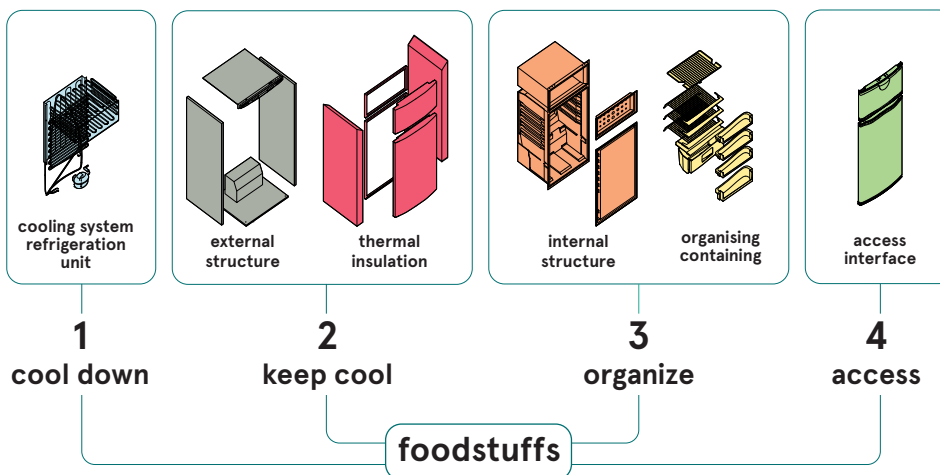 cooling system
refrigeration
unit
external
structure
thermal
insulation
internal
structure
organising
containing
access
interface
1
cool down
2
keep cool
3
organize
4
access
foodstuffs